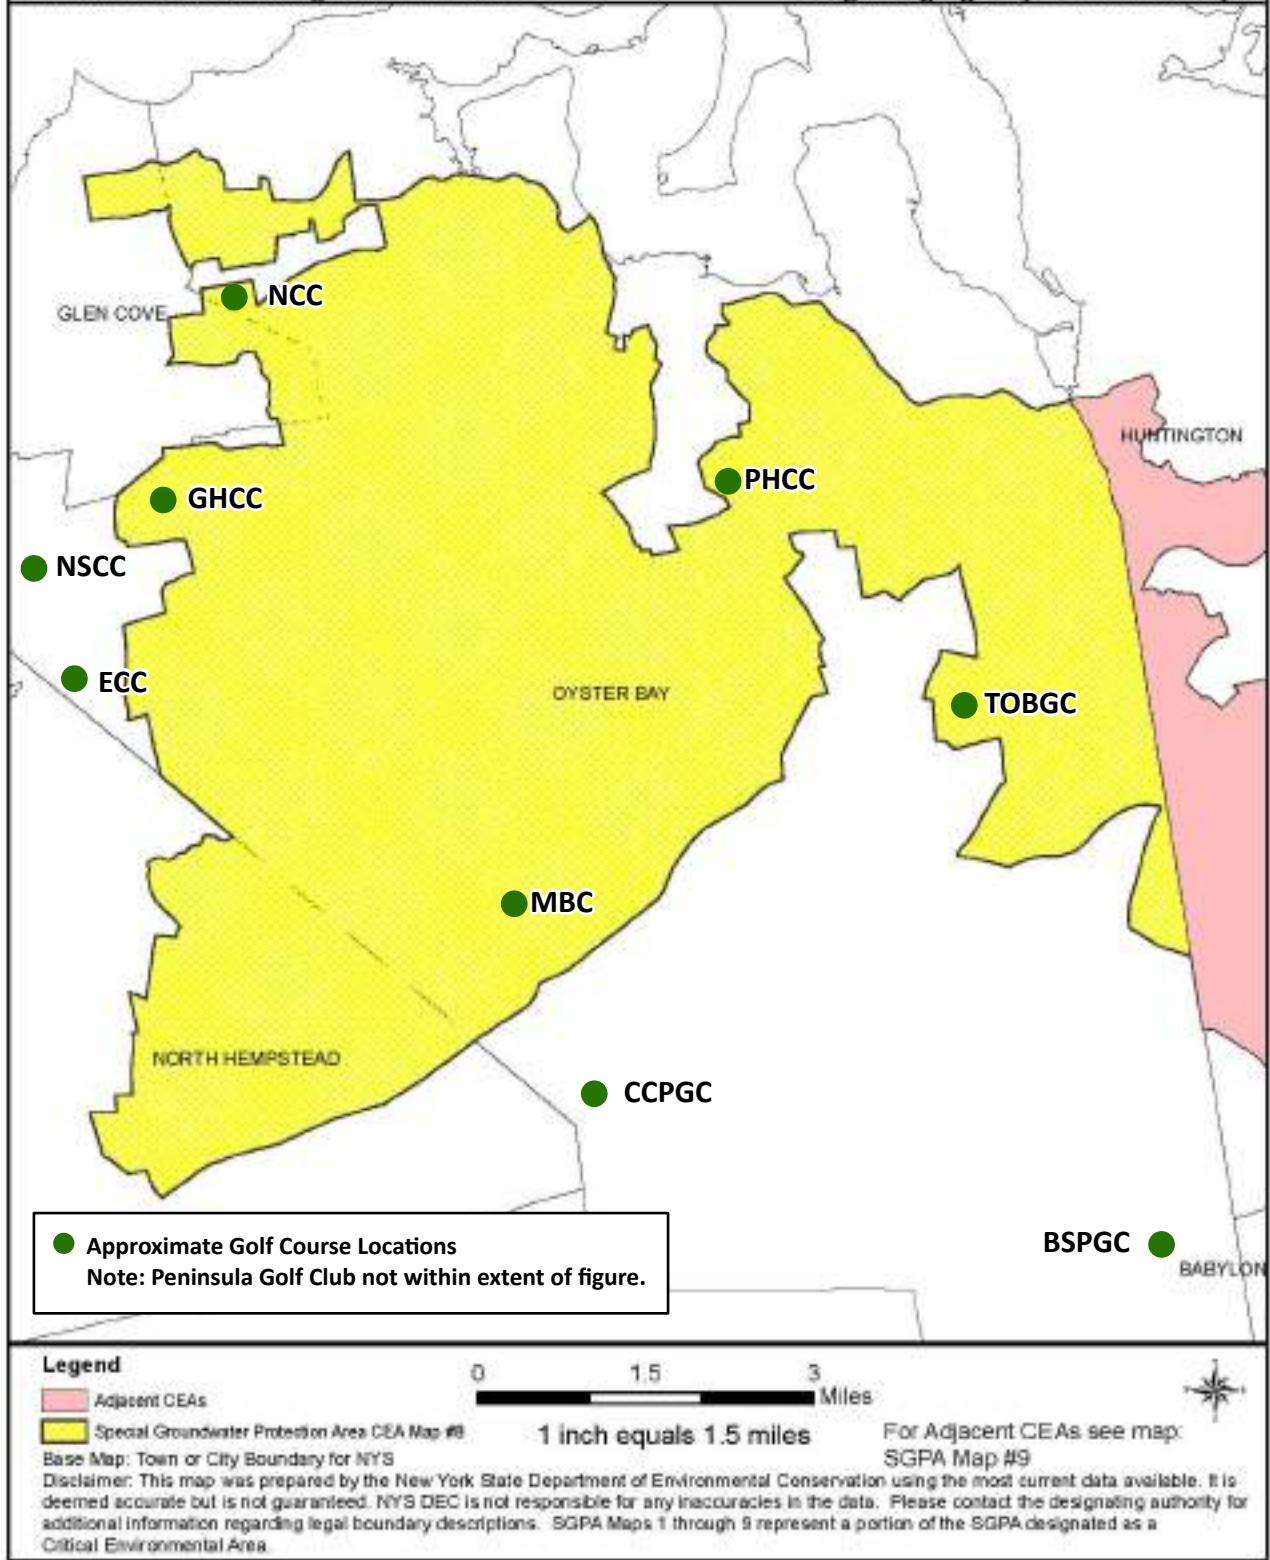 NCC
GLEN COVE
HUNTINGTON
PHCC
GHCC
NSCC
ECC
OYSTER BAY
TOBGC
MBC
NORTH HEMPSTEAD
CCPGC
BSPGC
BABYLON
Approximate Golf Course Locations
Note: Peninsula Golf Club not within extent of figure.
Legend
Adjacent CEAs
Special Groundwater Protection Area CEA Map #8
Base Map: Town or City Boundary for NYS
0 1.5 3
Miles
1 inch equals 1.5 miles
For Adjacent CEAs see map:
SGPA Map #9
Disclaimer: This map was prepared by the New York State Department of Environmental Conservation using the most current data available. It is
deemed accurate but is not guaranteed. NYS DEC is not responsible for any inaccuracies in the data. Please contact the designating authority for
additional information regarding legal boundary descriptions. SGPA Maps 1 through 9 represent a portion of the SGPA designated as a
Critical Environmental Area.